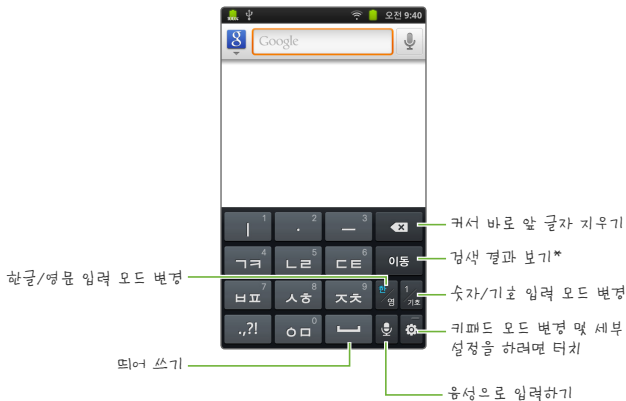 오전 9:40
8 Google
ㅣ 1 · 2 ㅡ 3
커서 바로 앞 글자 지우기
ㄱㅋ 4 ㄴㄹ 5 ㄷㅌ 6 이동
검색 결과 보기*
한글/영문 입력 모드 변경
ㅂㅍ 7 ㅅㅎ 8 ㅈㅊ 9 한 영 1 기호
숫자/기호 입력 모드 변경
.,?! ㅇㅁ 0
키패드 모드 변경 및 세부
설정을 하려면 터치
띄어 쓰기
음성으로 입력하기